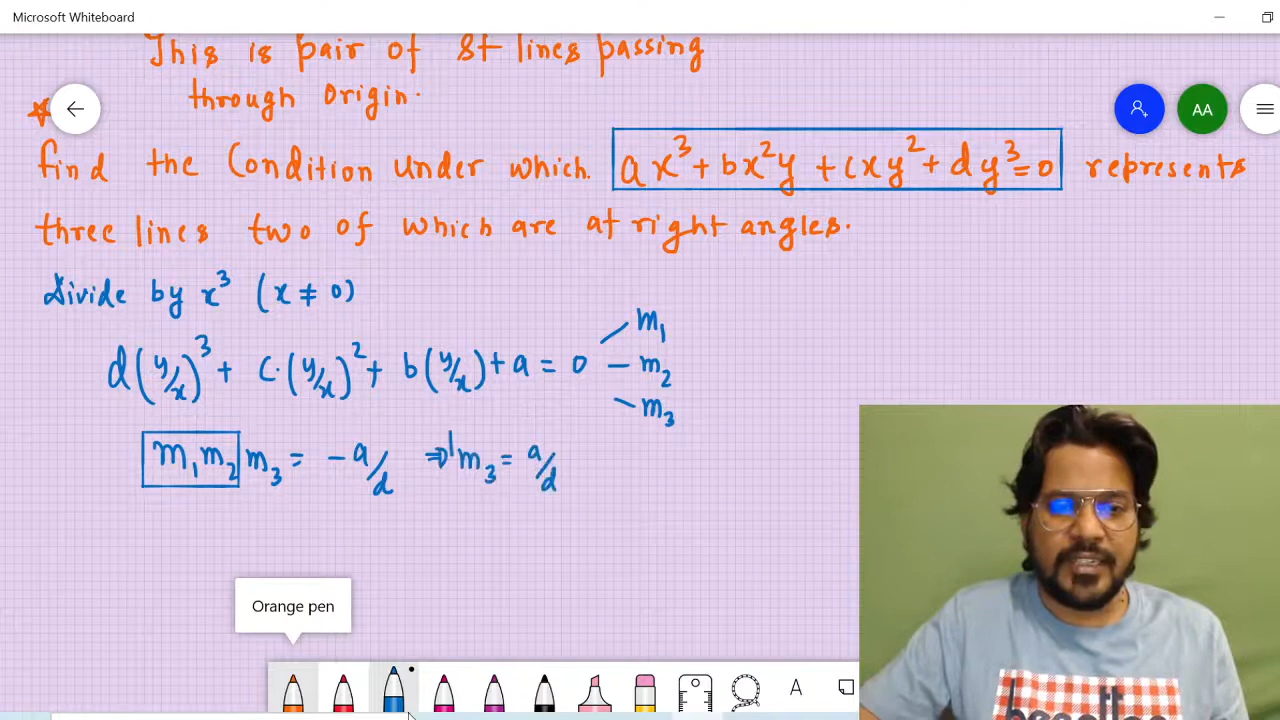 Microsoft Whiteboard
This is pair of st lines passing
through origin.
AA
find the Condition under which ax³ + bx²y + cxy² + dy³ = 0 represents
three lines two of which are at right angles.
Divide by x³ (x ≠ 0)
d(y/x)³ + c.(y/x)² + b(y/x) + a = 0
m₁
m₂
m₃
m₁m₂m₃ = -a/d ⇒ m₃ = a/d
Orange pen
A